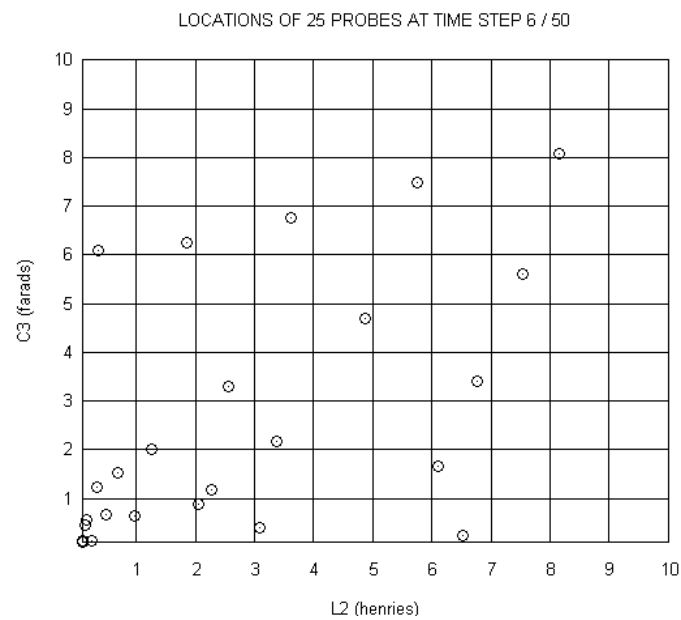 LOCATIONS OF 25 PROBES AT TIME STEP 6 / 50
10
9
8
7
6
5
4
3
2
1
C3 (farads)
1 2 3 4 5 6 7 8 9 10
L2 (henries)